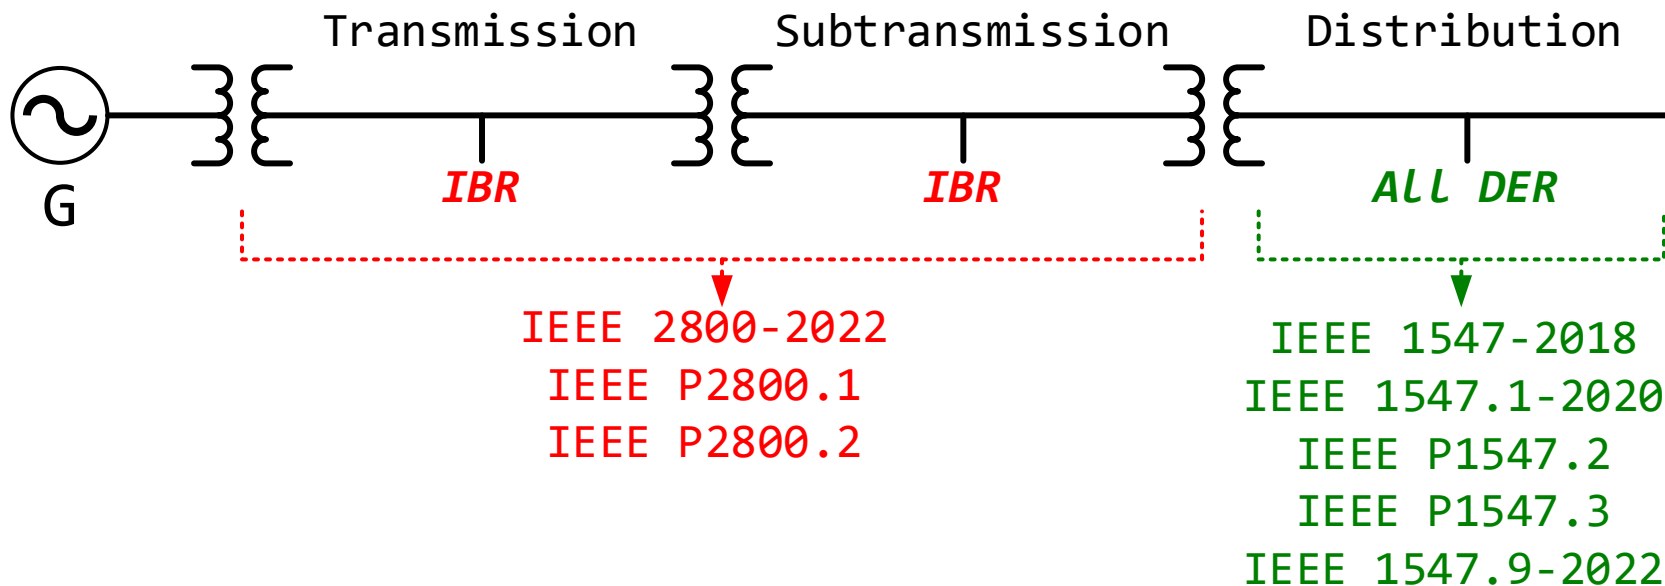 Transmission
Subtransmission
Distribution
G
IBR
IBR
All DER
IEEE 2800-2022
IEEE P2800.1
IEEE P2800.2
IEEE 1547-2018
IEEE 1547.1-2020
IEEE P1547.2
IEEE P1547.3
IEEE 1547.9-2022